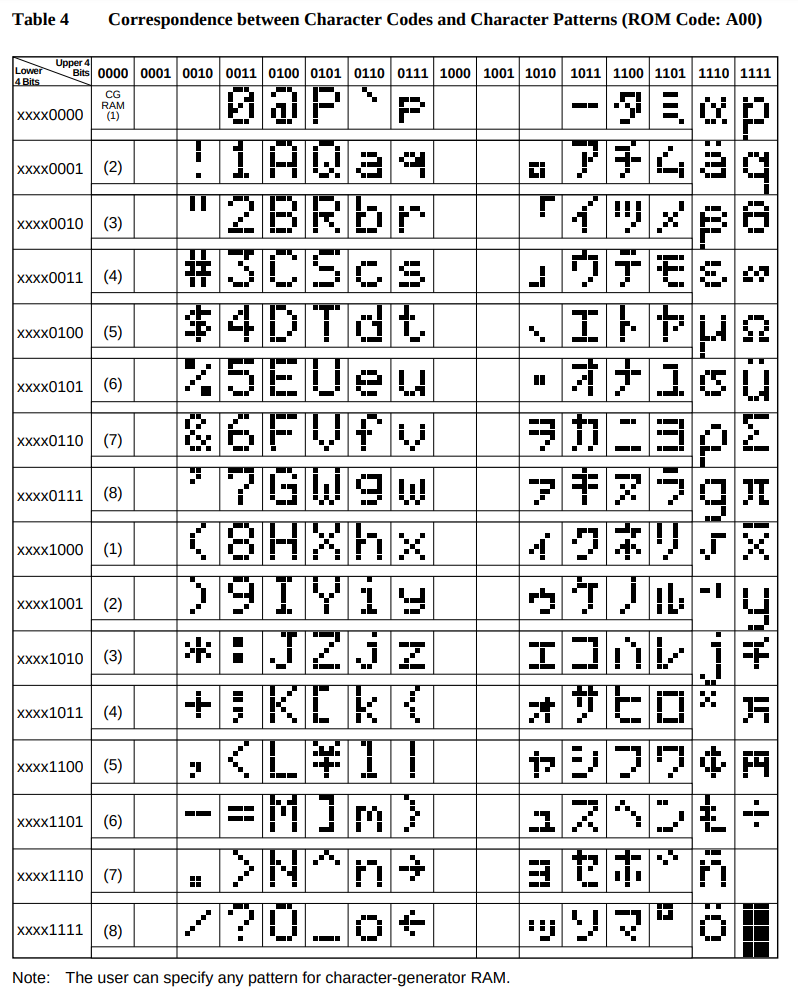 Table 4 Correspondence between Character Codes and Character Patterns (ROM Code: A00)
Upper 4 Bits
Lower 4 Bits
0000 0001 0010 0011 0100 0101 0110 0111 1000 1001 1010 1011 1100 1101 1110 1111
xxxx0000 CG RAM (1) 0 @ P ` p ー タ ミ α p
xxxx0001 (2) ! 1 A Q a q 。 ア チ ム ä q
xxxx0010 (3) " 2 B R b r 「 イ ツ メ β θ
xxxx0011 (4) # 3 C S c s 」 ウ テ モ ε ∞
xxxx0100 (5) $ 4 D T d t 、 エ ト ヤ μ Ω
xxxx0101 (6) % 5 E U e u ・ オ ナ ユ σ ü
xxxx0110 (7) & 6 F V f v ヲ カ ニ ヨ ρ Σ
xxxx0111 (8) ' 7 G W g w ァ キ ヌ ラ g π
xxxx1000 (1) ( 8 H X h x ィ ク ネ リ √ x̄
xxxx1001 (2) ) 9 I Y i y ゥ ケ ノ ル ⁻¹ y
xxxx1010 (3) * : J Z j z ェ コ ハ レ j 千
xxxx1011 (4) + ; K [ k { ォ サ ヒ ロ ˣ 万
xxxx1100 (5) , < L ¥ l | ャ シ フ ワ ¢ 円
xxxx1101 (6) - = M ] m } ュ ス ヘ ン £ ÷
xxxx1110 (7) . > N ^ n → ョ セ ホ ゛ ñ
xxxx1111 (8) / ? O _ o ← ッ ソ マ ゜ ö █
Note: The user can specify any pattern for character-generator RAM.